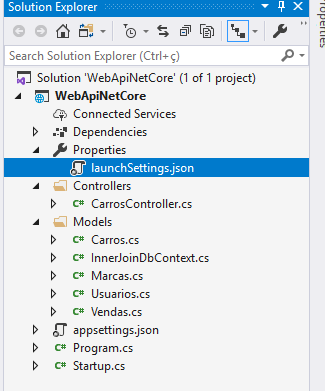 Solution Explorer
Search Solution Explorer (Ctrl+ç)
Solution 'WebApiNetCore' (1 of 1 project)
WebApiNetCore
Connected Services
Dependencies
Properties
launchSettings.json
Controllers
C# CarrosController.cs
Models
C# Carros.cs
C# InnerJoinDbContext.cs
C# Marcas.cs
C# Usuarios.cs
C# Vendas.cs
appsettings.json
C# Program.cs
C# Startup.cs
Properties